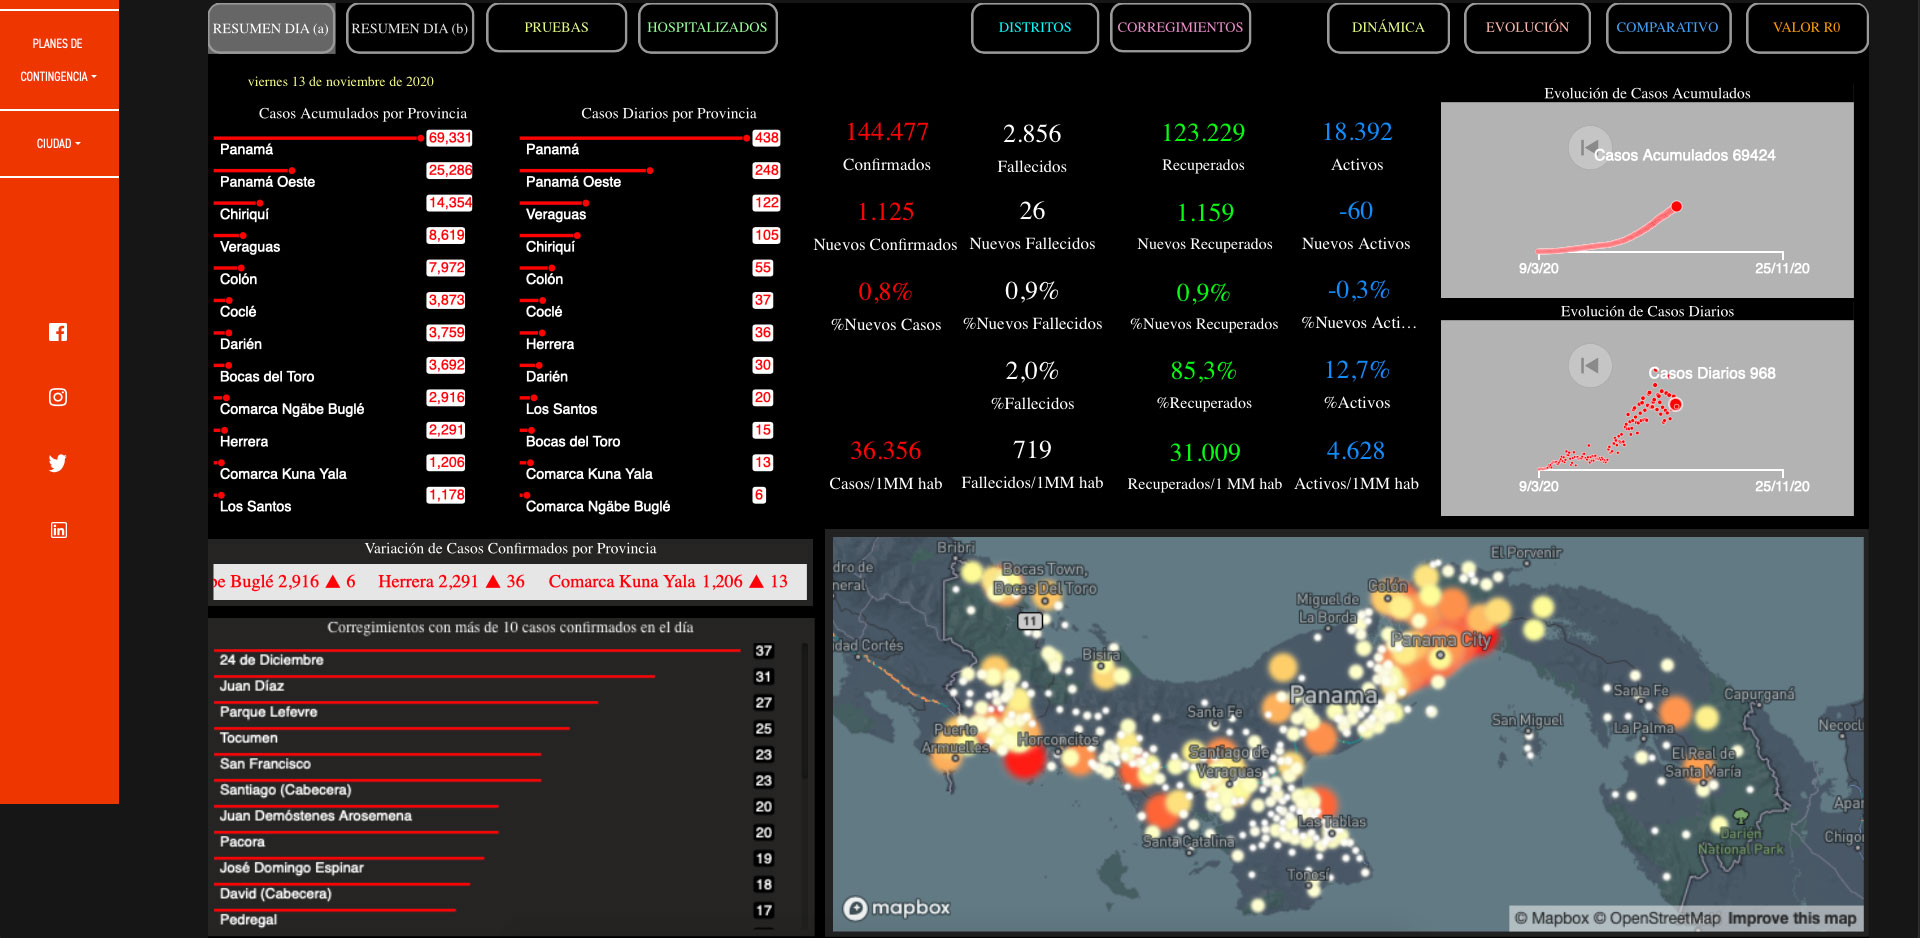 PLANES DE
CONTINGENCIA
CIUDAD
RESUMEN DIA (a)
RESUMEN DIA (b)
PRUEBAS
HOSPITALIZADOS
DISTRITOS
CORREGIMIENTOS
DINÁMICA
EVOLUCIÓN
COMPARATIVO
VALOR R0
viernes 13 de noviembre de 2020
Casos Acumulados por Provincia
69,331
Panamá
25,286
Panamá Oeste
14,354
Chiriquí
8,619
Veraguas
7,972
Colón
3,873
Coclé
3,759
Darién
3,692
Bocas del Toro
2,916
Comarca Ngäbe Buglé
2,291
Herrera
1,206
Comarca Kuna Yala
1,178
Los Santos
Casos Diarios por Provincia
438
Panamá
248
Panamá Oeste
122
Veraguas
105
Chiriquí
55
Colón
37
Coclé
36
Herrera
30
Darién
20
Los Santos
15
Bocas del Toro
13
Comarca Kuna Yala
6
Comarca Ngäbe Buglé
144.477
Confirmados
2.856
Fallecidos
123.229
Recuperados
18.392
Activos
1.125
Nuevos Confirmados
26
Nuevos Fallecidos
1.159
Nuevos Recuperados
-60
Nuevos Activos
0,8%
%Nuevos Casos
0,9%
%Nuevos Fallecidos
0,9%
%Nuevos Recuperados
-0,3%
%Nuevos Acti…
2,0%
%Fallecidos
85,3%
%Recuperados
12,7%
%Activos
36.356
Casos/1MM hab
719
Fallecidos/1MM hab
31.009
Recuperados/1 MM hab
4.628
Activos/1MM hab
Evolución de Casos Acumulados
Casos Acumulados 69424
9/3/20
25/11/20
Evolución de Casos Diarios
Casos Diarios 968
9/3/20
25/11/20
Variación de Casos Confirmados por Provincia
be Buglé 2,916 ▲ 6 Herrera 2,291 ▲ 36 Comarca Kuna Yala 1,206 ▲ 13
Corregimientos con más de 10 casos confirmados en el día
37
24 de Diciembre
31
Juan Díaz
27
Parque Lefevre
25
Tocumen
23
San Francisco
23
Santiago (Cabecera)
20
Juan Demóstenes Arosemena
20
Pacora
19
José Domingo Espinar
18
David (Cabecera)
17
Pedregal
Bribri
dro de
neral
Bocas Town,
Bocas Del Toro
11
Bisira
idad Cortés
Puerto
Armuelles
Horconcitos
Santa Fe
Santiago de
Veraguas
Santa Catalina
Las Tablas
Tonosí
Panama
Miguel de
La Borda
Colón
Panama City
El Porvenir
San Miguel
Santa Fe
La Palma
El Real de
Santa María
Capurganá
Necocl
Apar
Chigo
Darién
National Park
mapbox
© Mapbox © OpenStreetMap Improve this map